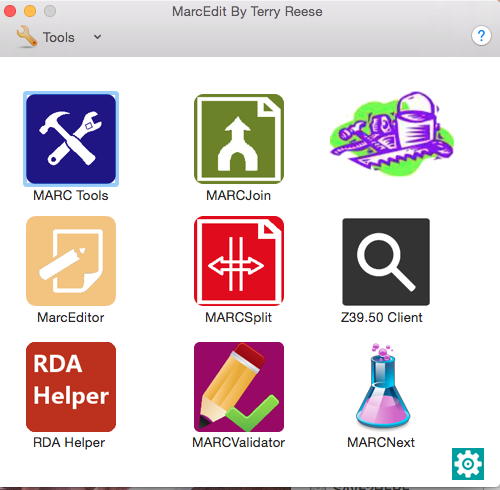 MarcEdit By Terry Reese
Tools
?
MARC Tools
MARCJoin
MarcEditor
MARCSplit
Z39.50 Client
RDA
Helper
RDA Helper
MARCValidator
MARCNext